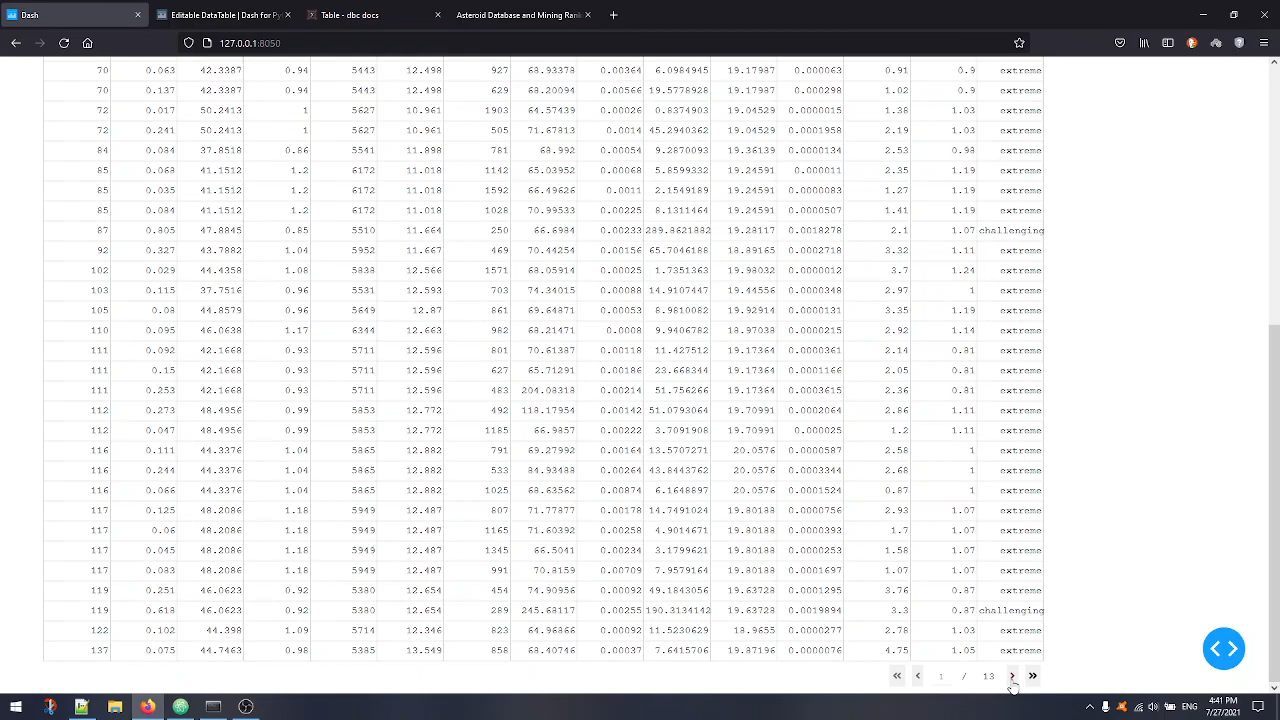 Dash
Editable DataTable | Dash for Py
Table - dbc docs
Asteroid Database and Mining Rank
127.0.0.1:8050
70 0.063 42.3387 0.94 5443 12.498 927 68.93378 0.00364 6.0984945 19.17987 0.000063 0.91 0.9 extreme
70 0.137 42.3387 0.94 5443 12.498 629 68.20094 0.00566 19.5778928 19.17987 0.000298 1.02 0.9 extreme
72 0.017 50.2413 1 5627 10.961 1903 64.57439 0.00026 0.8374903 19.04529 0.0000015 1.38 1.03 extreme
72 0.241 50.2413 1 5627 10.961 505 71.67813 0.0014 45.2940362 19.04529 0.0001958 2.19 1.03 extreme
84 0.084 37.8518 0.86 5541 11.898 781 68.992 0.00054 9.2870093 19.36139 0.0000134 2.53 0.98 extreme
85 0.068 41.1512 1.2 6172 11.018 1142 65.03952 0.00068 5.8599332 19.24591 0.000011 2.35 1.19 extreme
85 0.035 41.1512 1.2 6172 11.018 1592 66.49626 0.0011 2.1549189 19.24591 0.0000083 1.27 1.19 extreme
85 0.084 41.1512 1.2 6172 11.018 1028 70.99533 0.00225 8.1311464 19.24591 0.0000507 1.41 1.19 extreme
87 0.805 47.8845 0.85 5510 11.664 250 66.6984 0.00233 289.8621882 19.28117 0.0018278 2.1 1.07 challenging
92 0.327 43.7882 1.04 5952 11.667 469 70.44254 0.00156 65.7046188 18.89165 0.0002718 3.32 1.11 extreme
102 0.029 44.4358 1.08 5838 12.566 1571 68.05914 0.00025 1.7351363 19.98032 0.0000012 3.7 1.24 extreme
103 0.115 37.7516 0.96 5531 12.593 703 74.34015 0.00088 14.9107447 19.44556 0.0000348 2.97 1 extreme
105 0.08 44.8579 0.96 5649 12.87 861 69.64871 0.00053 8.9810082 19.92914 0.0000131 3.35 1.19 extreme
110 0.095 46.0638 1.17 6344 12.663 982 68.21471 0.0008 9.9406782 18.97038 0.0000215 2.92 1.14 extreme
111 0.092 42.1668 0.93 5711 12.596 801 70.61387 0.00118 11.427512 19.17364 0.0000361 2.14 0.81 extreme
111 0.15 42.1668 0.93 5711 12.596 627 65.71291 0.00186 23.668344 19.17364 0.0001166 2.05 0.81 extreme
111 0.253 42.1668 0.93 5711 12.596 483 204.08318 0.00214 51.756266 19.17364 0.0003615 2.36 0.81 extreme
112 0.273 48.4956 0.99 5853 12.772 492 118.17954 0.00142 51.0793064 19.70991 0.0002064 2.86 1.11 extreme
112 0.047 48.4956 0.99 5853 12.772 1185 66.9857 0.00222 3.7091908 19.70991 0.000025 1.2 1.11 extreme
116 0.111 44.3376 1.04 5865 12.882 791 69.27992 0.00164 13.5707271 20.0576 0.0000587 2.58 1 extreme
116 0.244 44.3376 1.04 5865 12.882 533 84.93488 0.00264 43.8443762 20.0576 0.0003344 2.68 1 extreme
116 0.066 44.3376 1.04 5865 12.882 1025 68.63562 0.00874 6.1648897 20.0576 0.0001524 0.87 1 extreme
117 0.125 48.2086 1.18 5949 12.487 807 71.77877 0.00178 14.7491024 19.80188 0.0000756 2.93 1.07 extreme
117 0.06 48.2086 1.18 5949 12.487 1165 71.60392 0.00258 4.9014671 19.80188 0.0000393 1.7 1.07 extreme
117 0.045 48.2086 1.18 5949 12.487 1345 66.5041 0.00234 3.1799621 19.80188 0.0000253 1.58 1.07 extreme
117 0.083 48.2086 1.18 5949 12.487 991 70.8159 0.00709 7.9579164 19.80188 0.0001697 1.07 1.07 extreme
119 0.251 46.0623 0.92 5380 12.654 454 74.90956 0.00092 49.1843056 19.63728 0.0001295 3.76 0.87 extreme
119 0.618 46.0623 0.92 5380 12.654 289 245.68117 0.00255 190.3134142 19.63728 0.0019894 3.3 0.87 challenging
122 0.102 44.398 1.09 5714 12.346 823 64.96866 0.00092 11.5230629 18.9655 0.0000277 2.78 1.03 extreme
137 0.075 44.7463 0.98 5385 13.549 858 68.40746 0.00037 7.6415706 19.87196 0.0000076 4.75 1.05 extreme
1 / 13
ENG
4:41 PM
7/27/2021